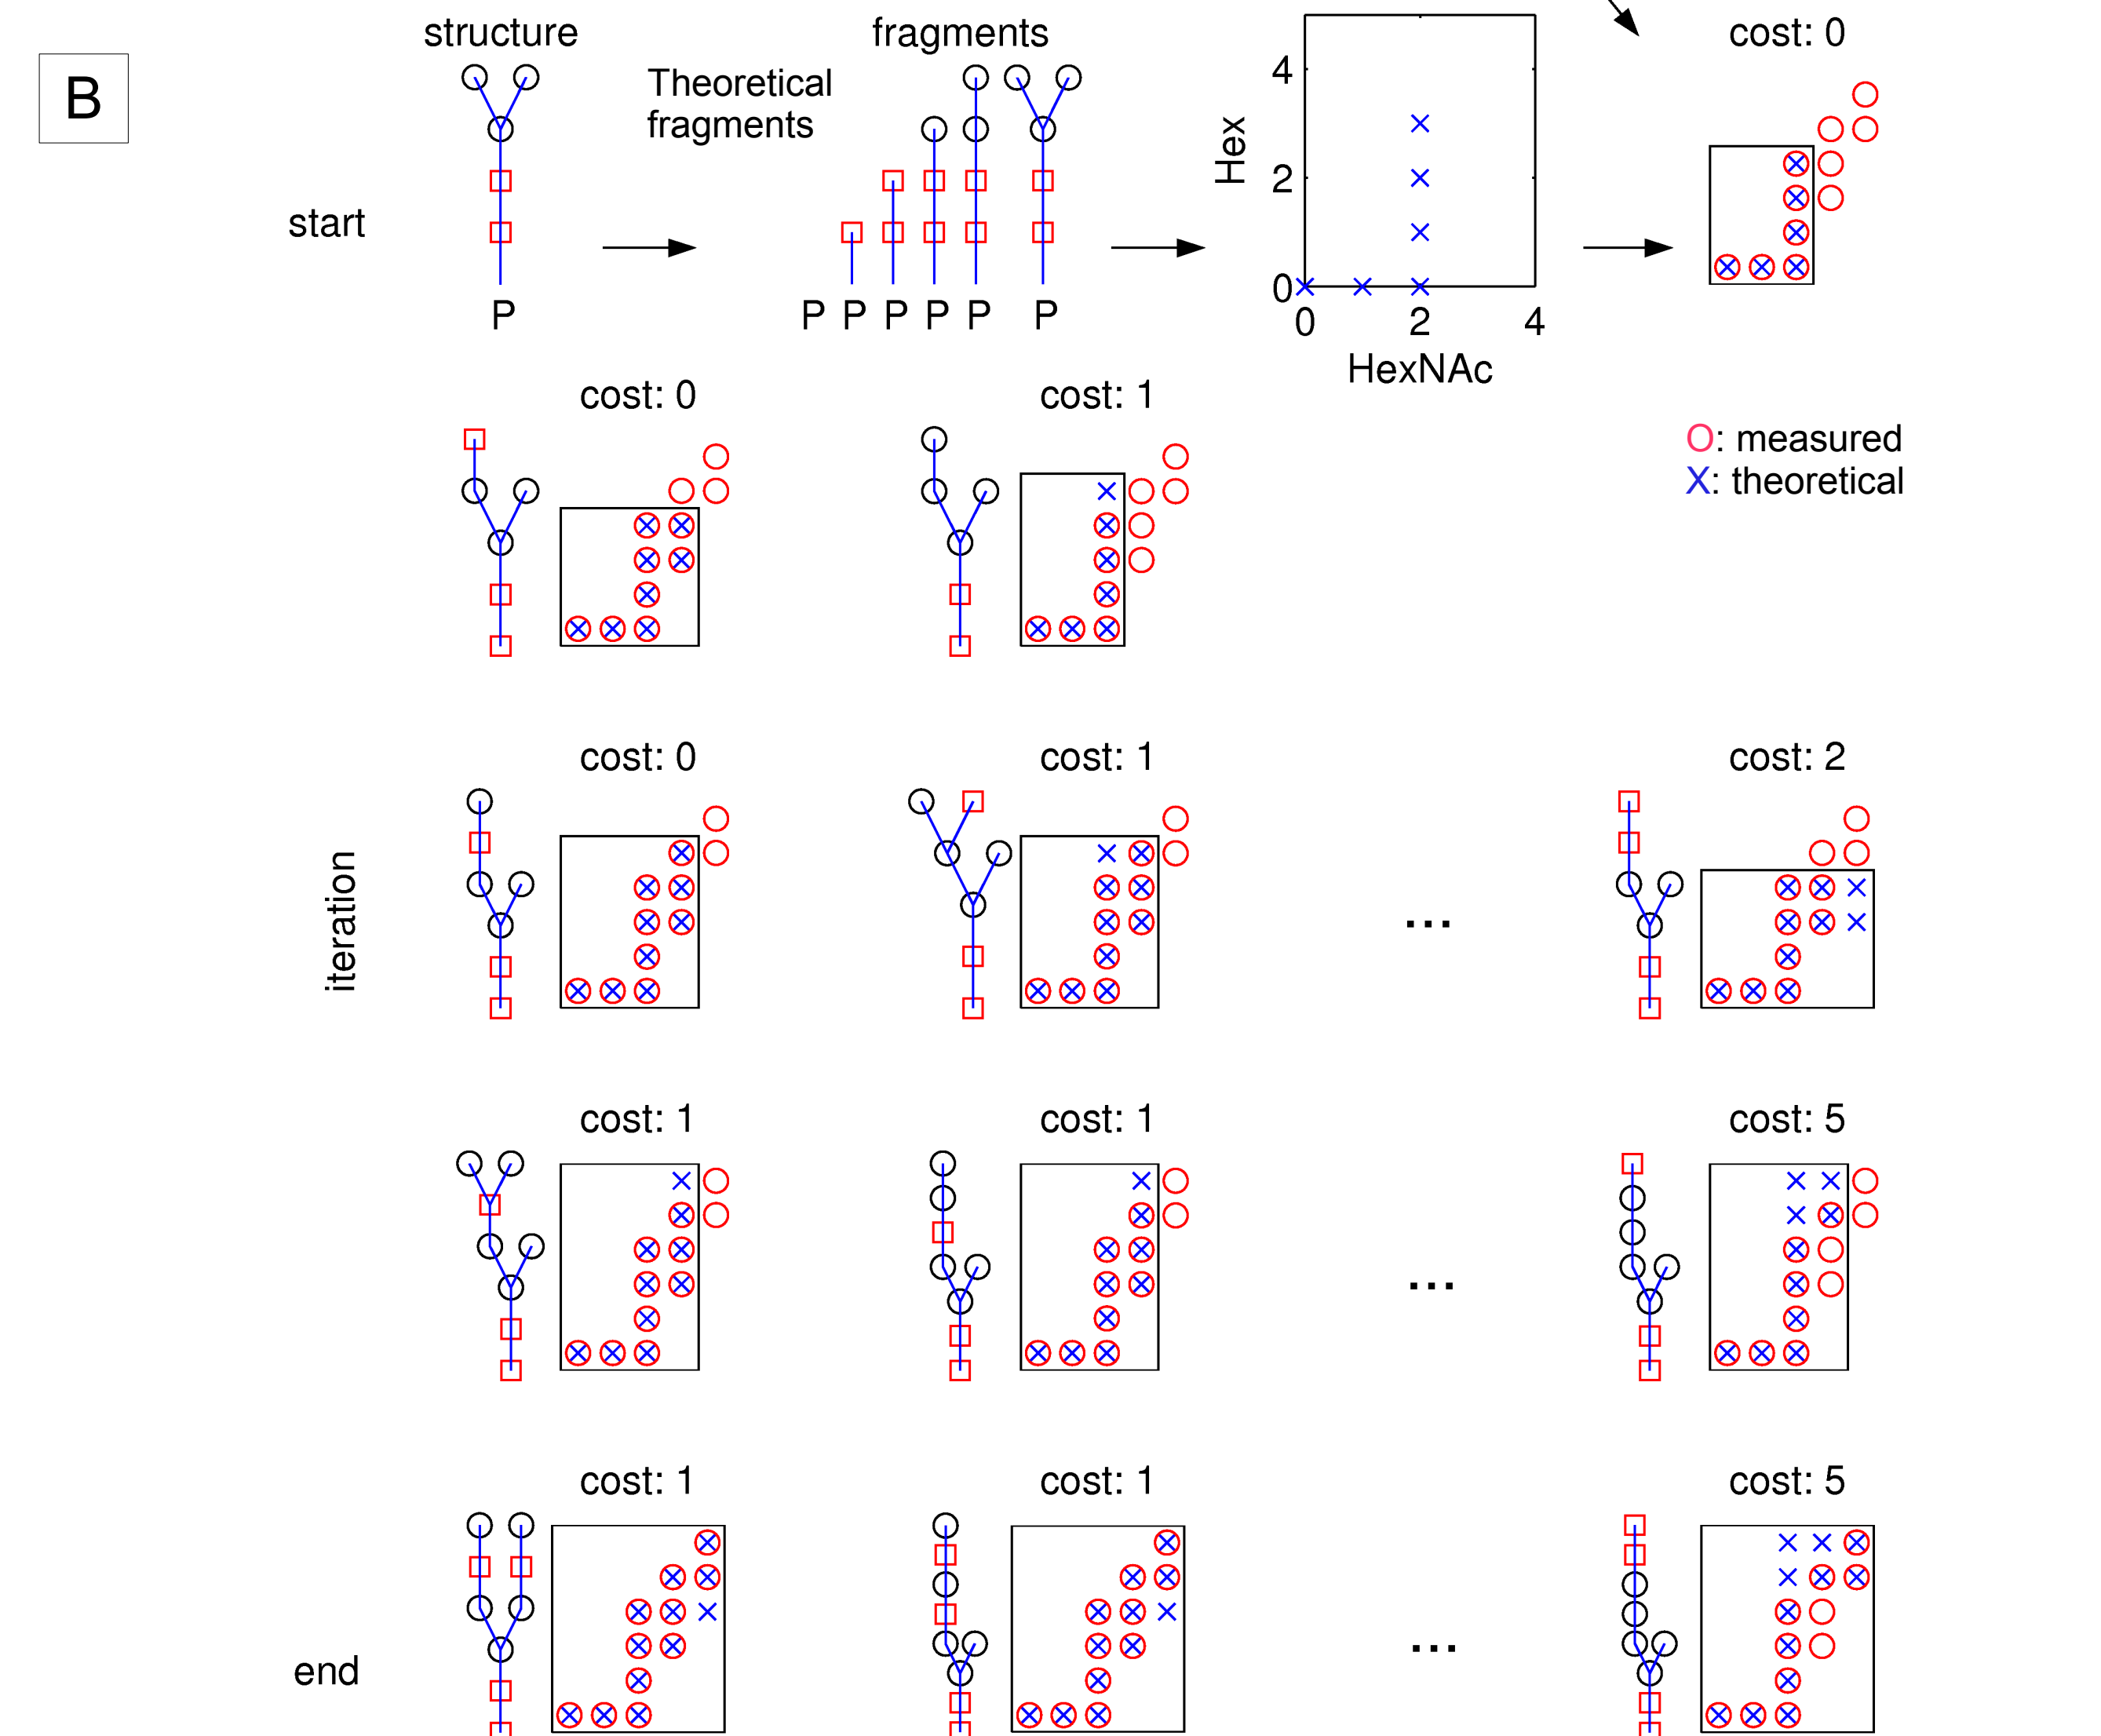 B
structure
Theoretical
fragments
fragments
start
P
P P P P P P
Hex
4
2
0
0 2 4
HexNAc
cost: 0
cost: 0 cost: 1
O: measured
X: theoretical
iteration
cost: 0 cost: 1 ... cost: 2
cost: 1 cost: 1 ... cost: 5
end
cost: 1 cost: 1 ... cost: 5